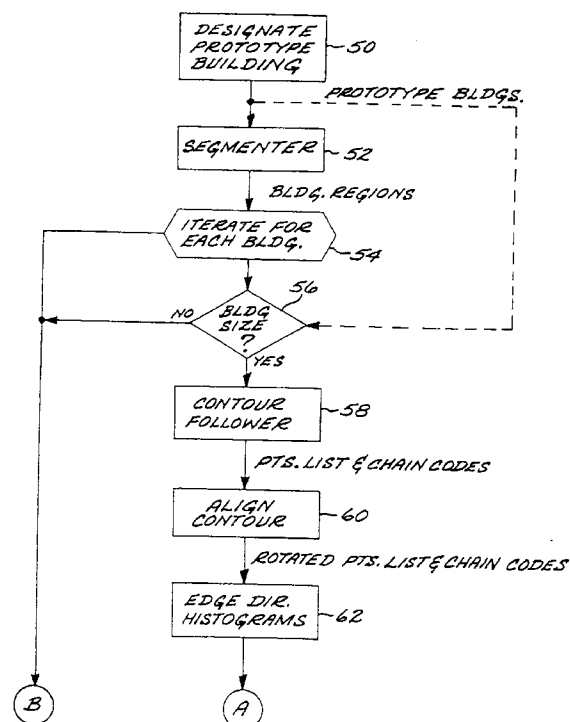 DESIGNATE
PROTOTYPE
BUILDING
50
PROTOTYPE BLDGS.
SEGMENTER
52
BLDG. REGIONS
ITERATE FOR
EACH BLDG.
54
56
BLDG
SIZE
?
NO
YES
CONTOUR
FOLLOWER
58
PTS. LIST & CHAIN CODES
ALIGN
CONTOUR
60
ROTATED PTS. LIST & CHAIN CODES
EDGE DIR.
HISTOGRAMS
62
B
A